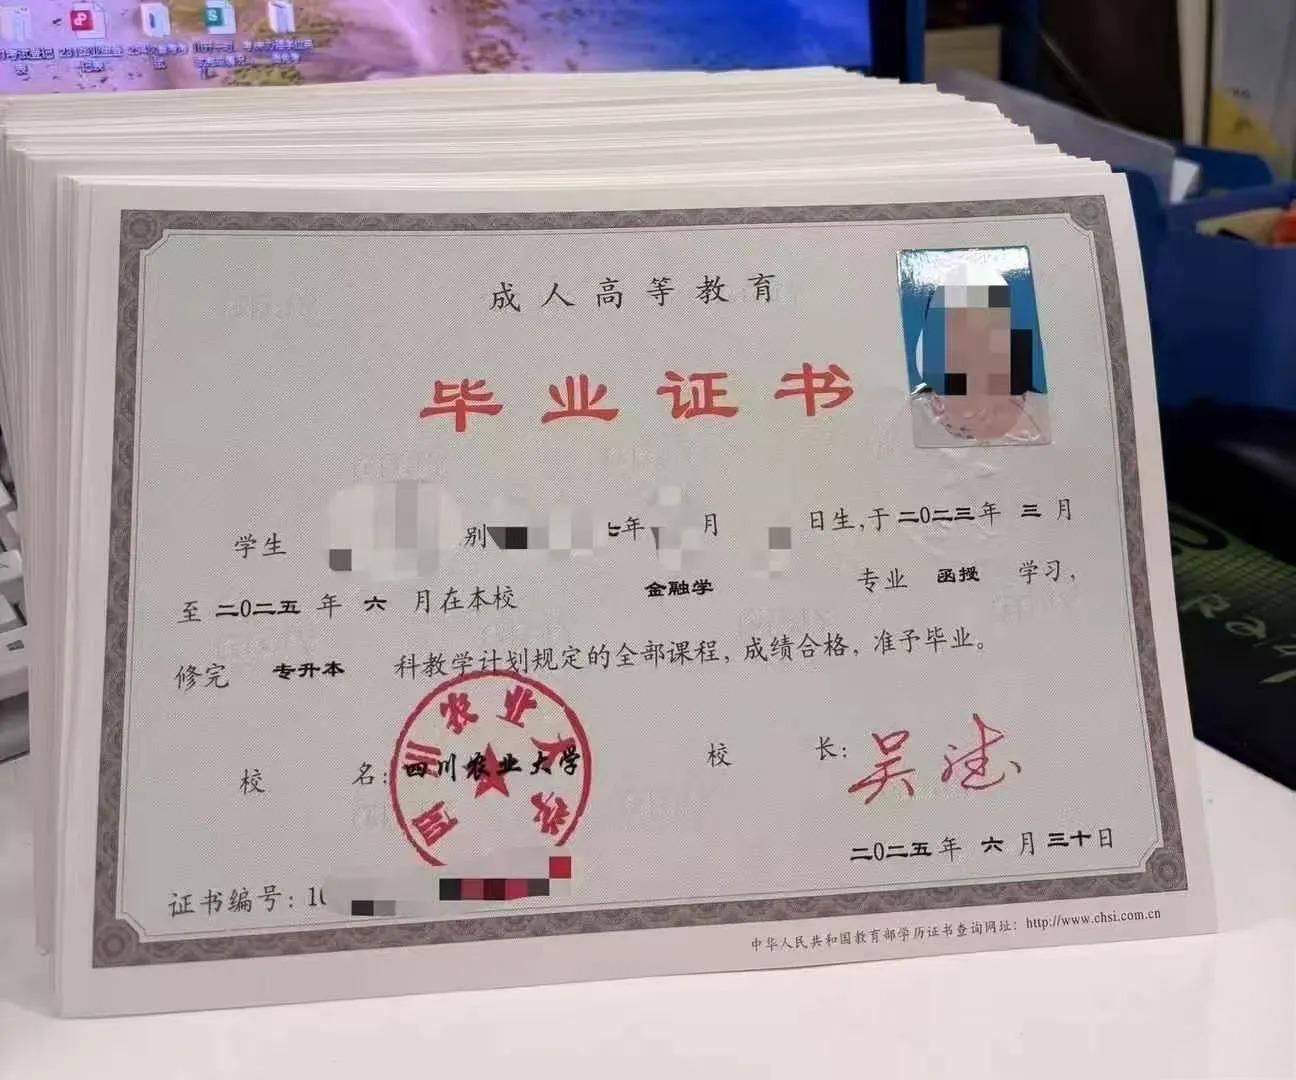 成人高等教育
毕业证书
学生 别 年 月 日生,于二〇二三年 三 月
至 二〇二五 年 六 月在本校 金融学 专业 函授 学习,
修完 专升本 科教学计划规定的全部课程,成绩合格,准予毕业。
校 名: 四川农业大学 校 长: 吴德
二〇二五 年 六 月 三十日
证书编号: 1
中华人民共和国教育部学历证书查询网址: http://www.chsi.com.cn